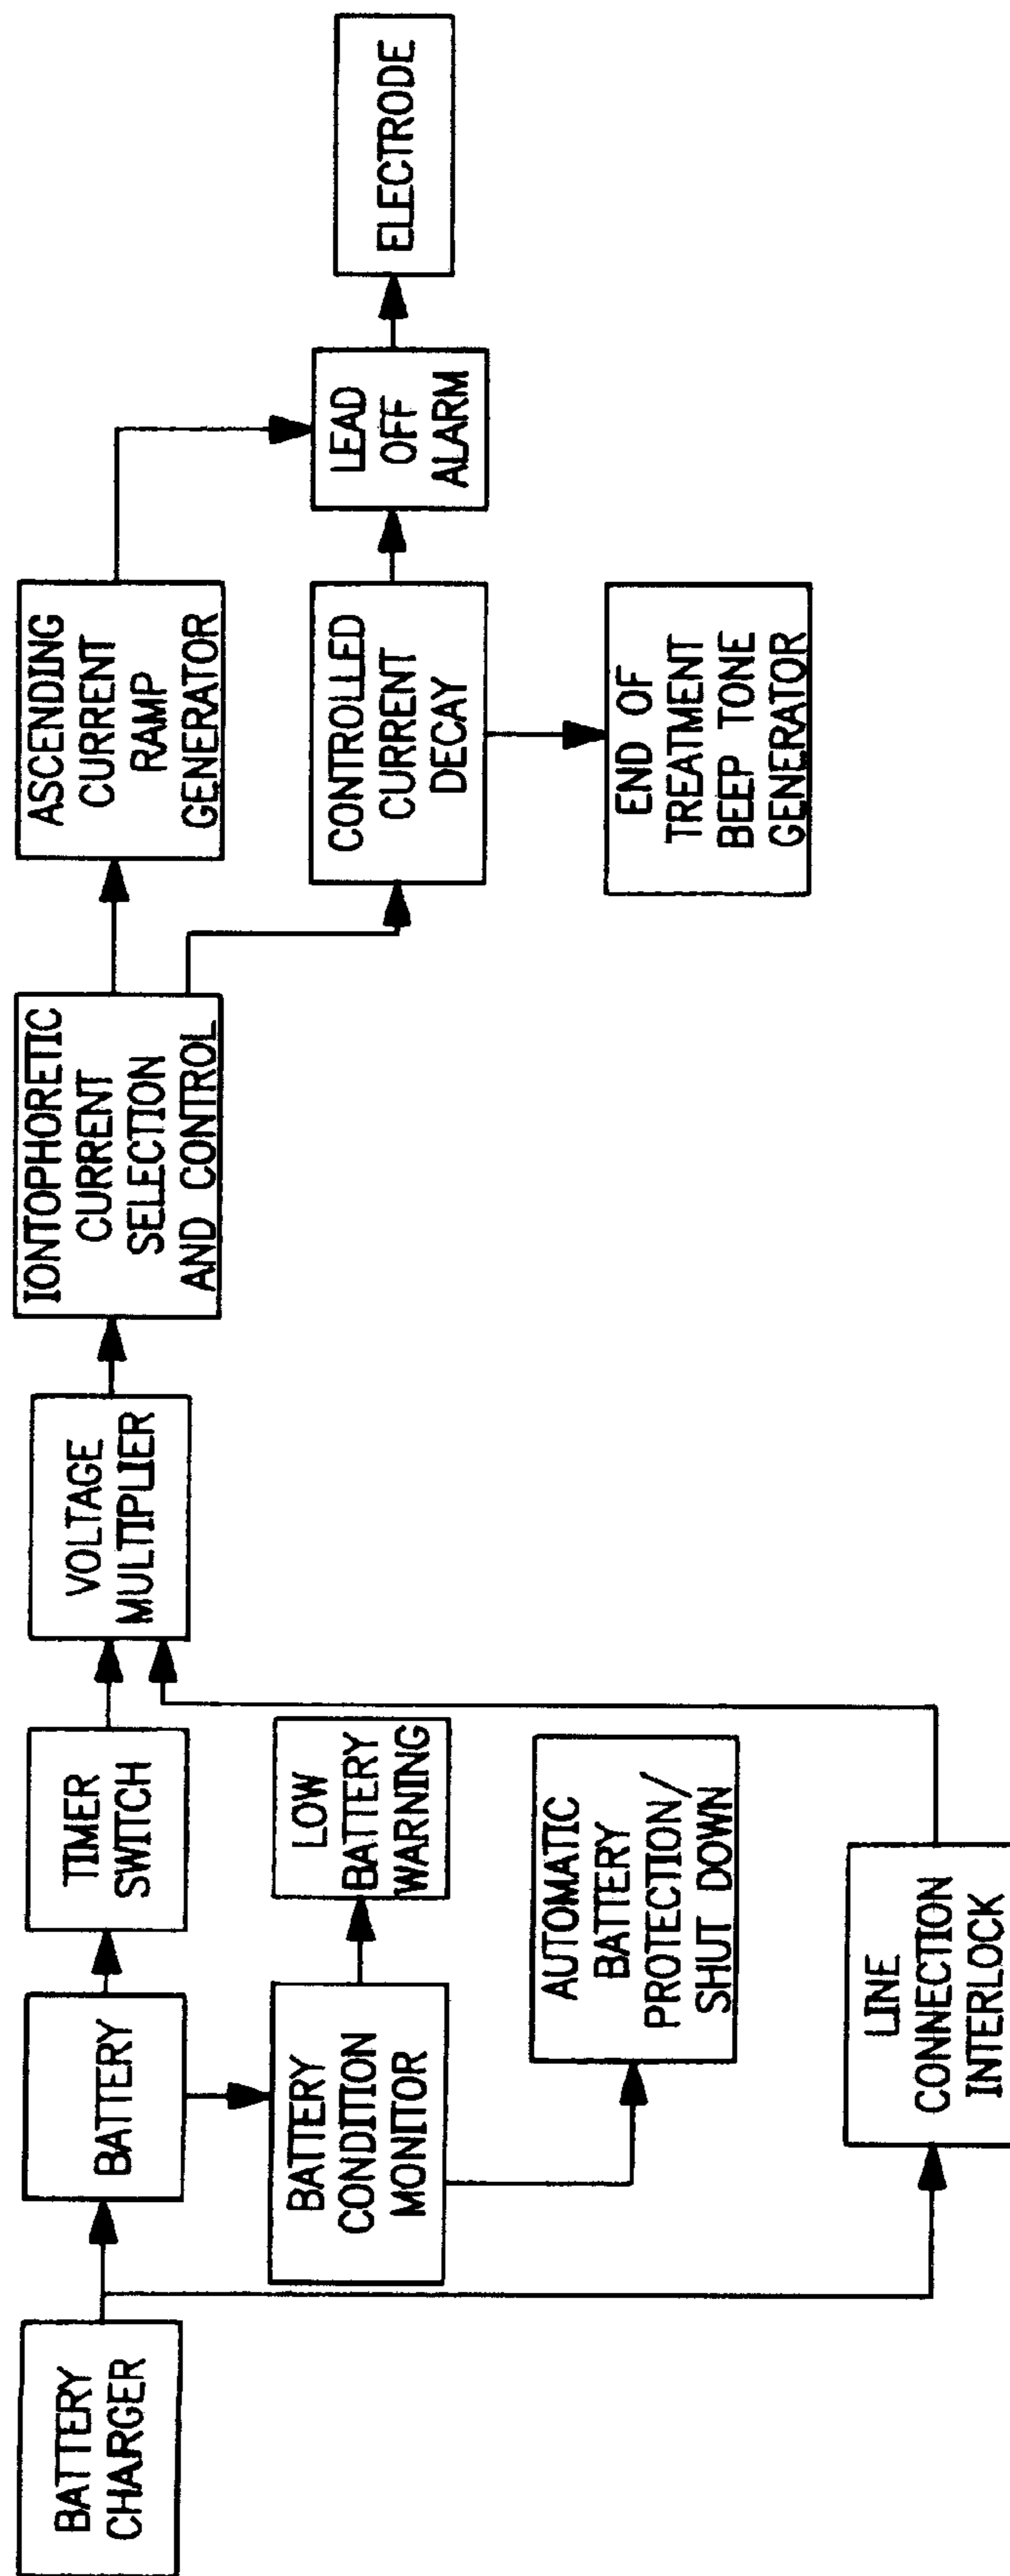 BATTERY
CHARGER
BATTERY
TIMER
SWITCH
VOLTAGE
MULTIPLIER
IONTOPHORETIC
CURRENT
SELECTION
AND CONTROL
ASCENDING
CURRENT
RAMP
GENERATOR
BATTERY
CONDITION
MONITOR
LOW
BATTERY
WARNING
CONTROLLED
CURRENT
DECAY
LEAD
OFF
ALARM
ELECTRODE
AUTOMATIC
BATTERY
PROTECTION/
SHUT DOWN
END OF
TREATMENT
BEEP TONE
GENERATOR
LINE
CONNECTION
INTERLOCK